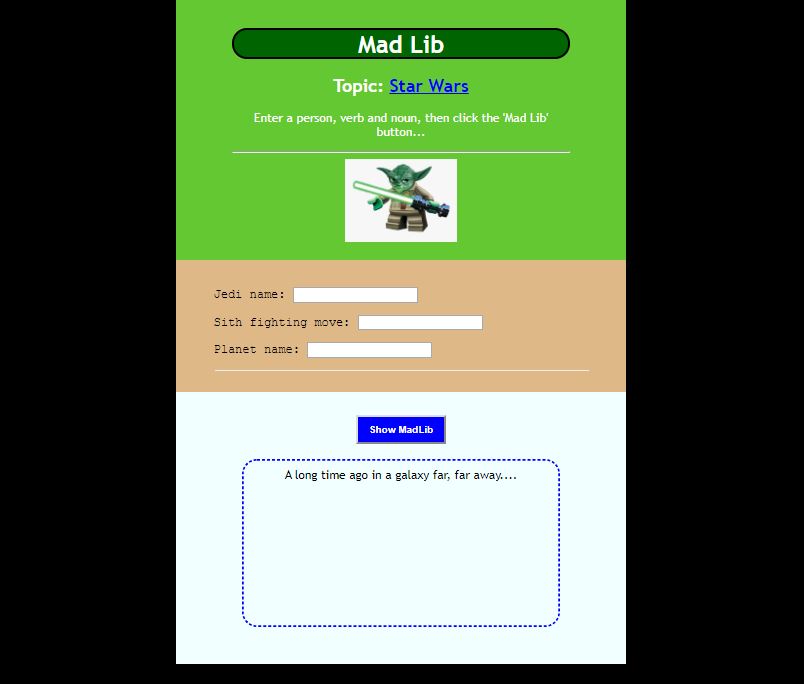 Mad Lib
Topic: Star Wars
Enter a person, verb and noun, then click the 'Mad Lib'
button...
Jedi name:
Sith fighting move:
Planet name:
Show MadLib
A long time ago in a galaxy far, far away....